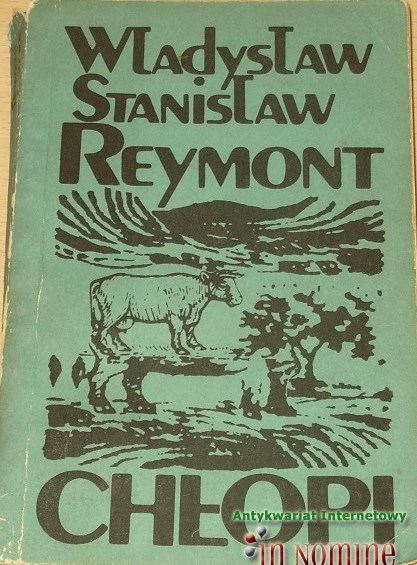 WŁADYSŁAW
STANISŁAW
REYMONT
CHŁOPI
Antykwariat Internetowy
in nomine